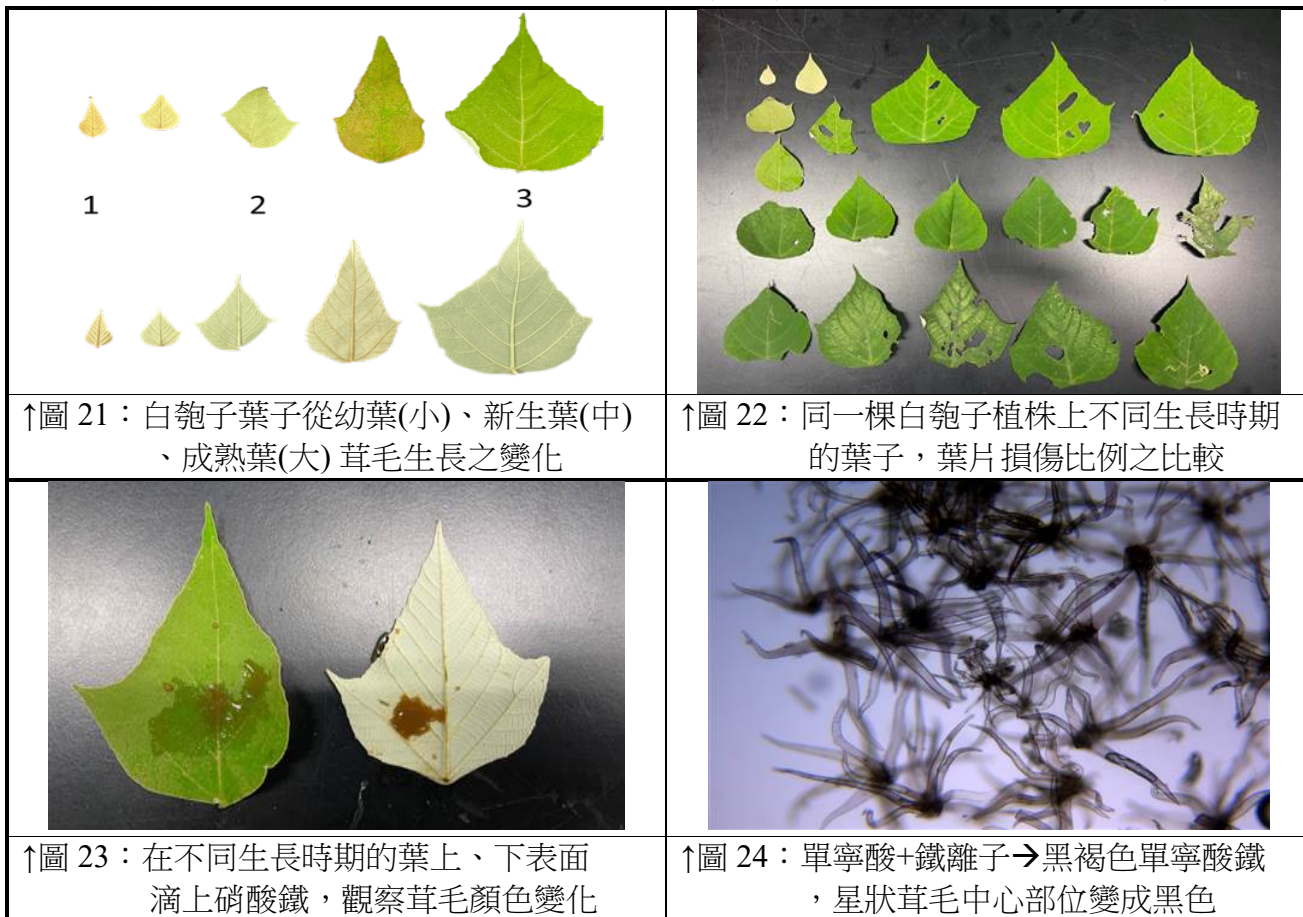 1
2
3
↑圖 21：白匏子葉子從幼葉(小)、新生葉(中)
、成熟葉(大) 茸毛生長之變化
↑圖 22：同一棵白匏子植株上不同生長時期
的葉子，葉片損傷比例之比較
↑圖 23：在不同生長時期的葉上、下表面
滴上硝酸鐵，觀察茸毛顏色變化
↑圖 24：單寧酸+鐵離子→黑褐色單寧酸鐵
，星狀茸毛中心部位變成黑色